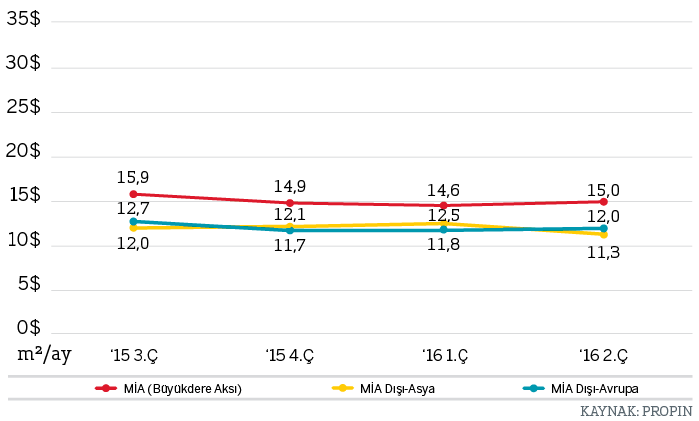 35$
30$
25$
20$
15$
10$
5$
0$
15,9 14,9 14,6 15,0
12,7 12,1 12,5 12,0
12,0 11,7 11,8 11,3
m²/ay '15 3.Ç '15 4.Ç '16 1.Ç '16 2.Ç
MİA (Büyükdere Aksı) MİA Dışı-Asya MİA Dışı-Avrupa
KAYNAK: PROPIN